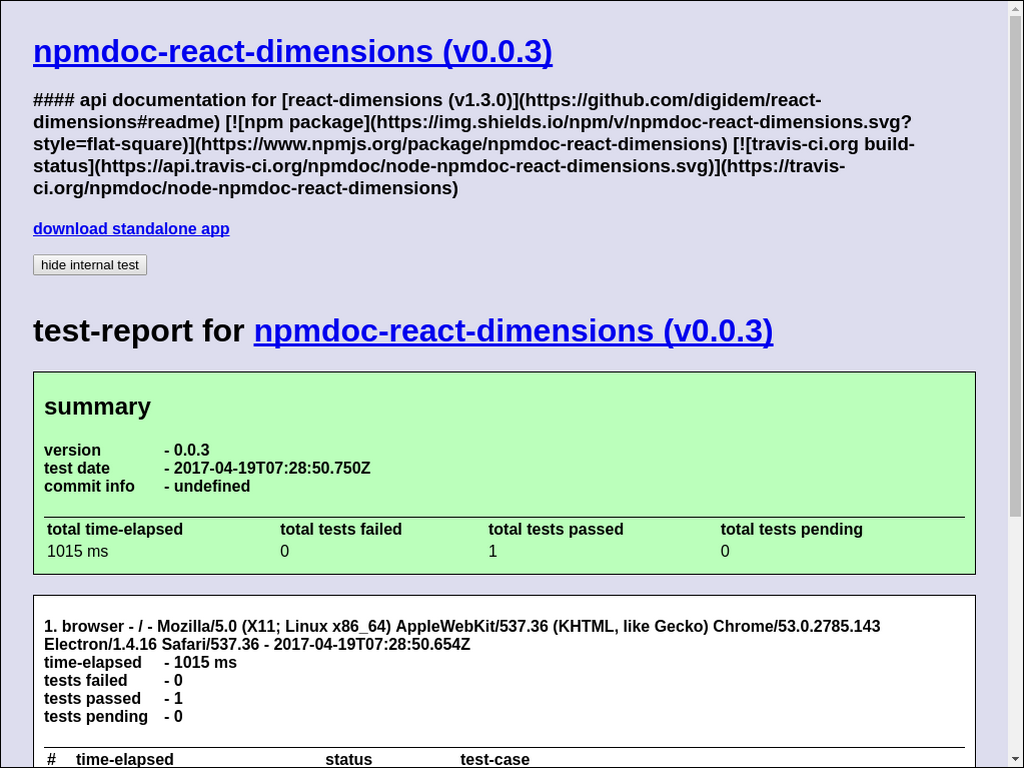 npmdoc-react-dimensions (v0.0.3)
#### api documentation for [react-dimensions (v1.3.0)](https://github.com/digidem/react-
dimensions#readme) [![npm package](https://img.shields.io/npm/v/npmdoc-react-dimensions.svg?
style=flat-square)](https://www.npmjs.org/package/npmdoc-react-dimensions) [![travis-ci.org build-
status](https://api.travis-ci.org/npmdoc/node-npmdoc-react-dimensions.svg)](https://travis-
ci.org/npmdoc/node-npmdoc-react-dimensions)
download standalone app
hide internal test
test-report for npmdoc-react-dimensions (v0.0.3)
summary
version - 0.0.3
test date - 2017-04-19T07:28:50.750Z
commit info - undefined
total time-elapsed total tests failed total tests passed total tests pending
1015 ms 0 1 0
1. browser - / - Mozilla/5.0 (X11; Linux x86_64) AppleWebKit/537.36 (KHTML, like Gecko) Chrome/53.0.2785.143
Electron/1.4.16 Safari/537.36 - 2017-04-19T07:28:50.654Z
time-elapsed - 1015 ms
tests failed - 0
tests passed - 1
tests pending - 0
# time-elapsed status test-case